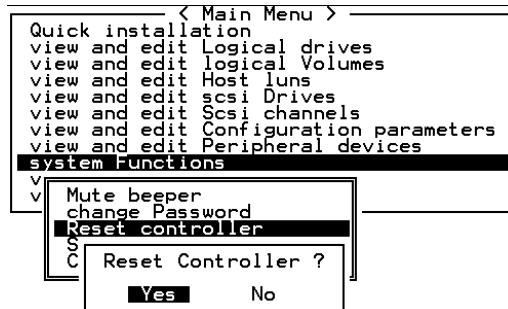 < Main Menu >
Quick installation
view and edit Logical drives
view and edit logical Volumes
view and edit Host luns
view and edit scsi Drives
view and edit Scsi channels
view and edit Configuration parameters
view and edit Peripheral devices
system Functions
v
v
Mute beeper
change Password
Reset controller
S
C
Reset Controller ?
Yes No